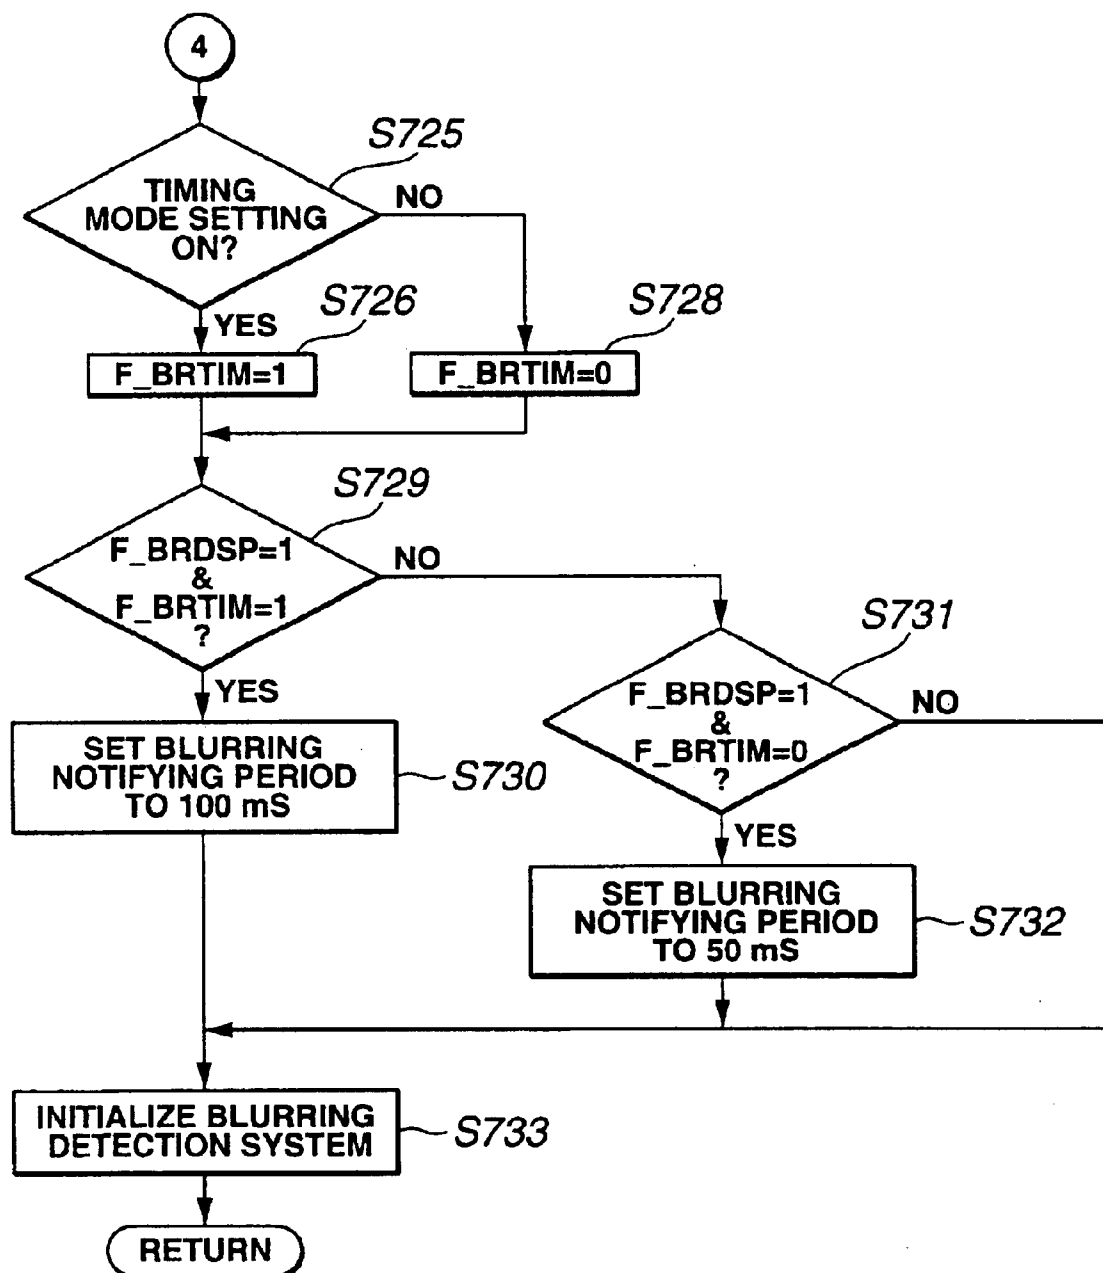 4
S725
TIMING
MODE SETTING
ON?
NO
YES
S726
S728
F_BRTIM=1
F_BRTIM=0
S729
F_BRDSP=1
&
F_BRTIM=1
?
NO
YES
S731
F_BRDSP=1
&
F_BRTIM=0
?
NO
YES
SET BLURRING
NOTIFYING PERIOD
TO 100 mS
S730
SET BLURRING
NOTIFYING PERIOD
TO 50 mS
S732
INITIALIZE BLURRING
DETECTION SYSTEM
S733
RETURN